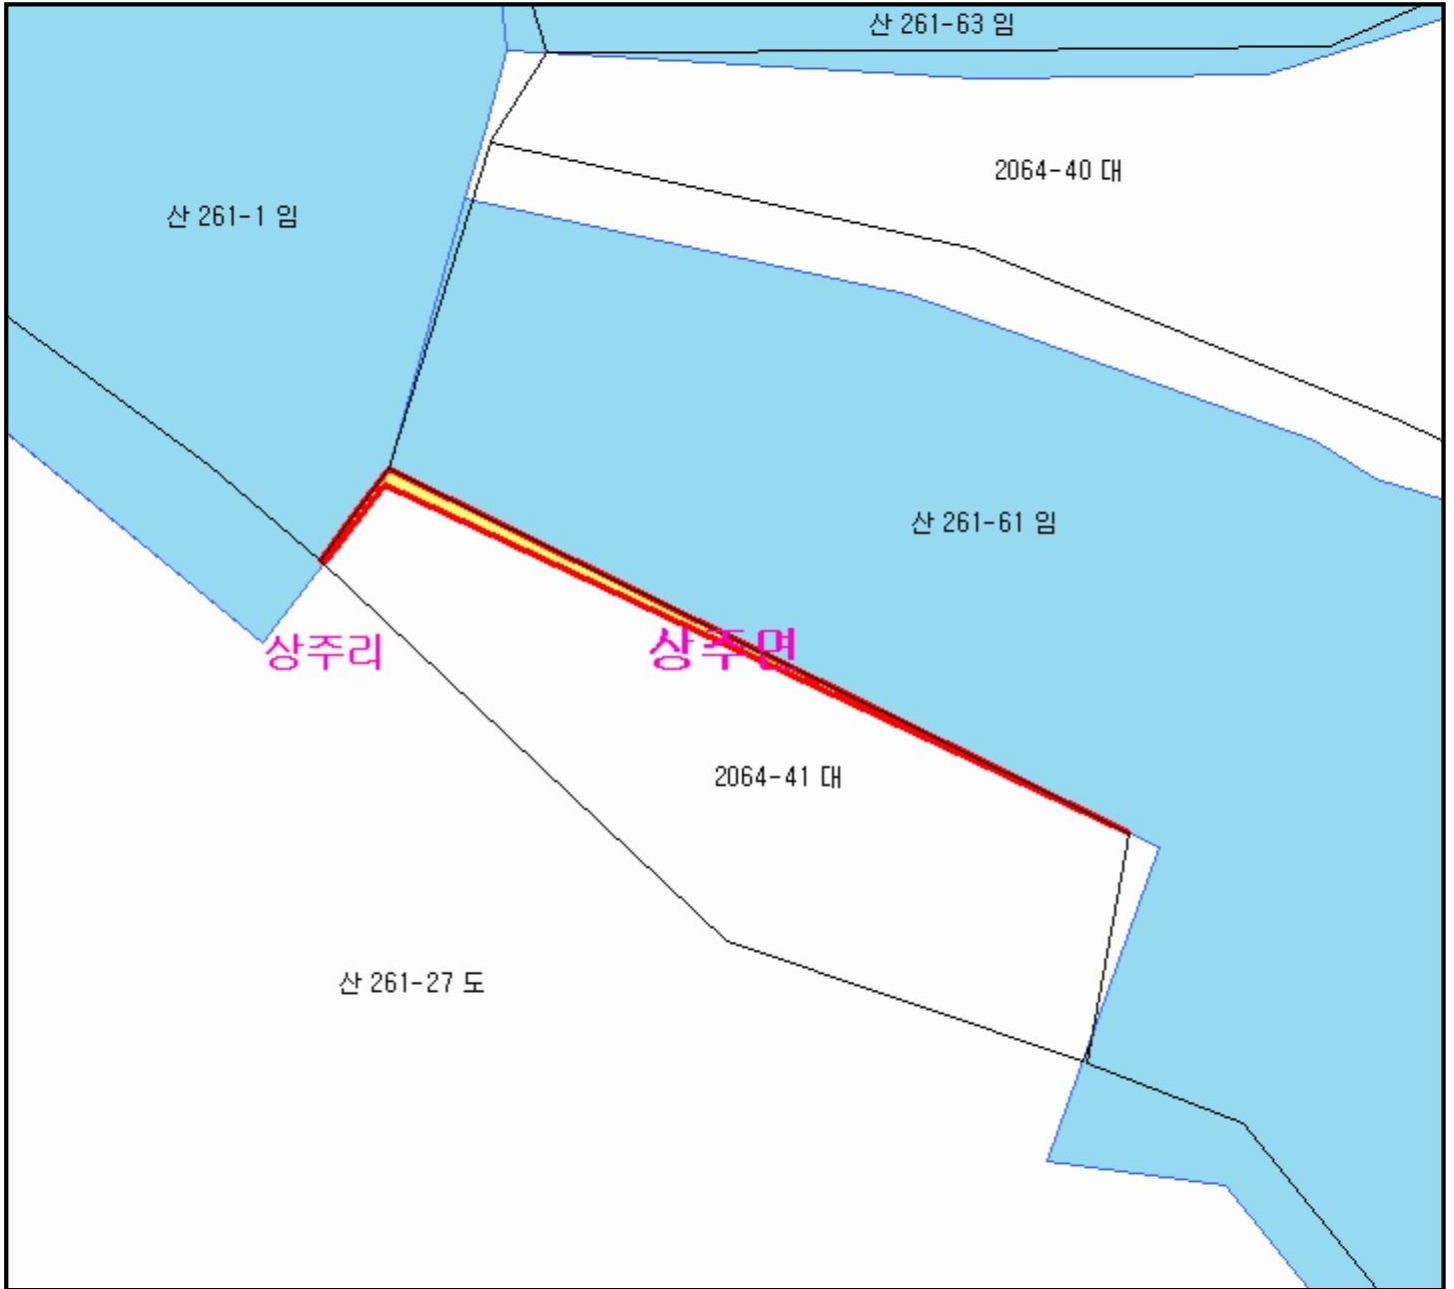 산 261-63 임
2064-40 대
산 261-1 임
산 261-61 임
상주리
상주면
2064-41 대
산 261-27 도